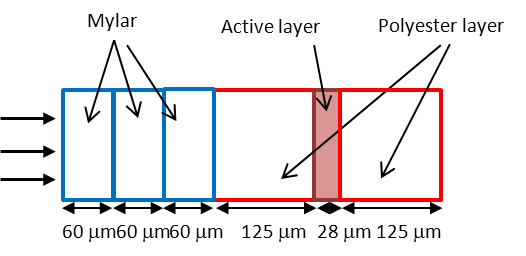 Mylar
Active layer
Polyester layer
60 μm60 μm60 μm 125 μm 28 μm 125 μm